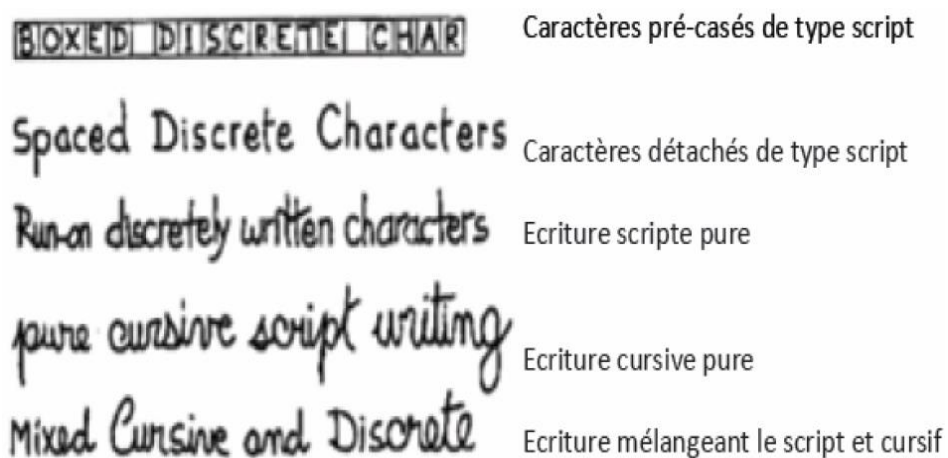 BOXED DISCRETE CHAR Caractères pré-casés de type script
Spaced Discrete Characters Caractères détachés de type script
Run-on discretely written characters Ecriture scripte pure
pure cursive script writing Ecriture cursive pure
Mixed Cursive and Discrete Ecriture mélangeant le script et cursif